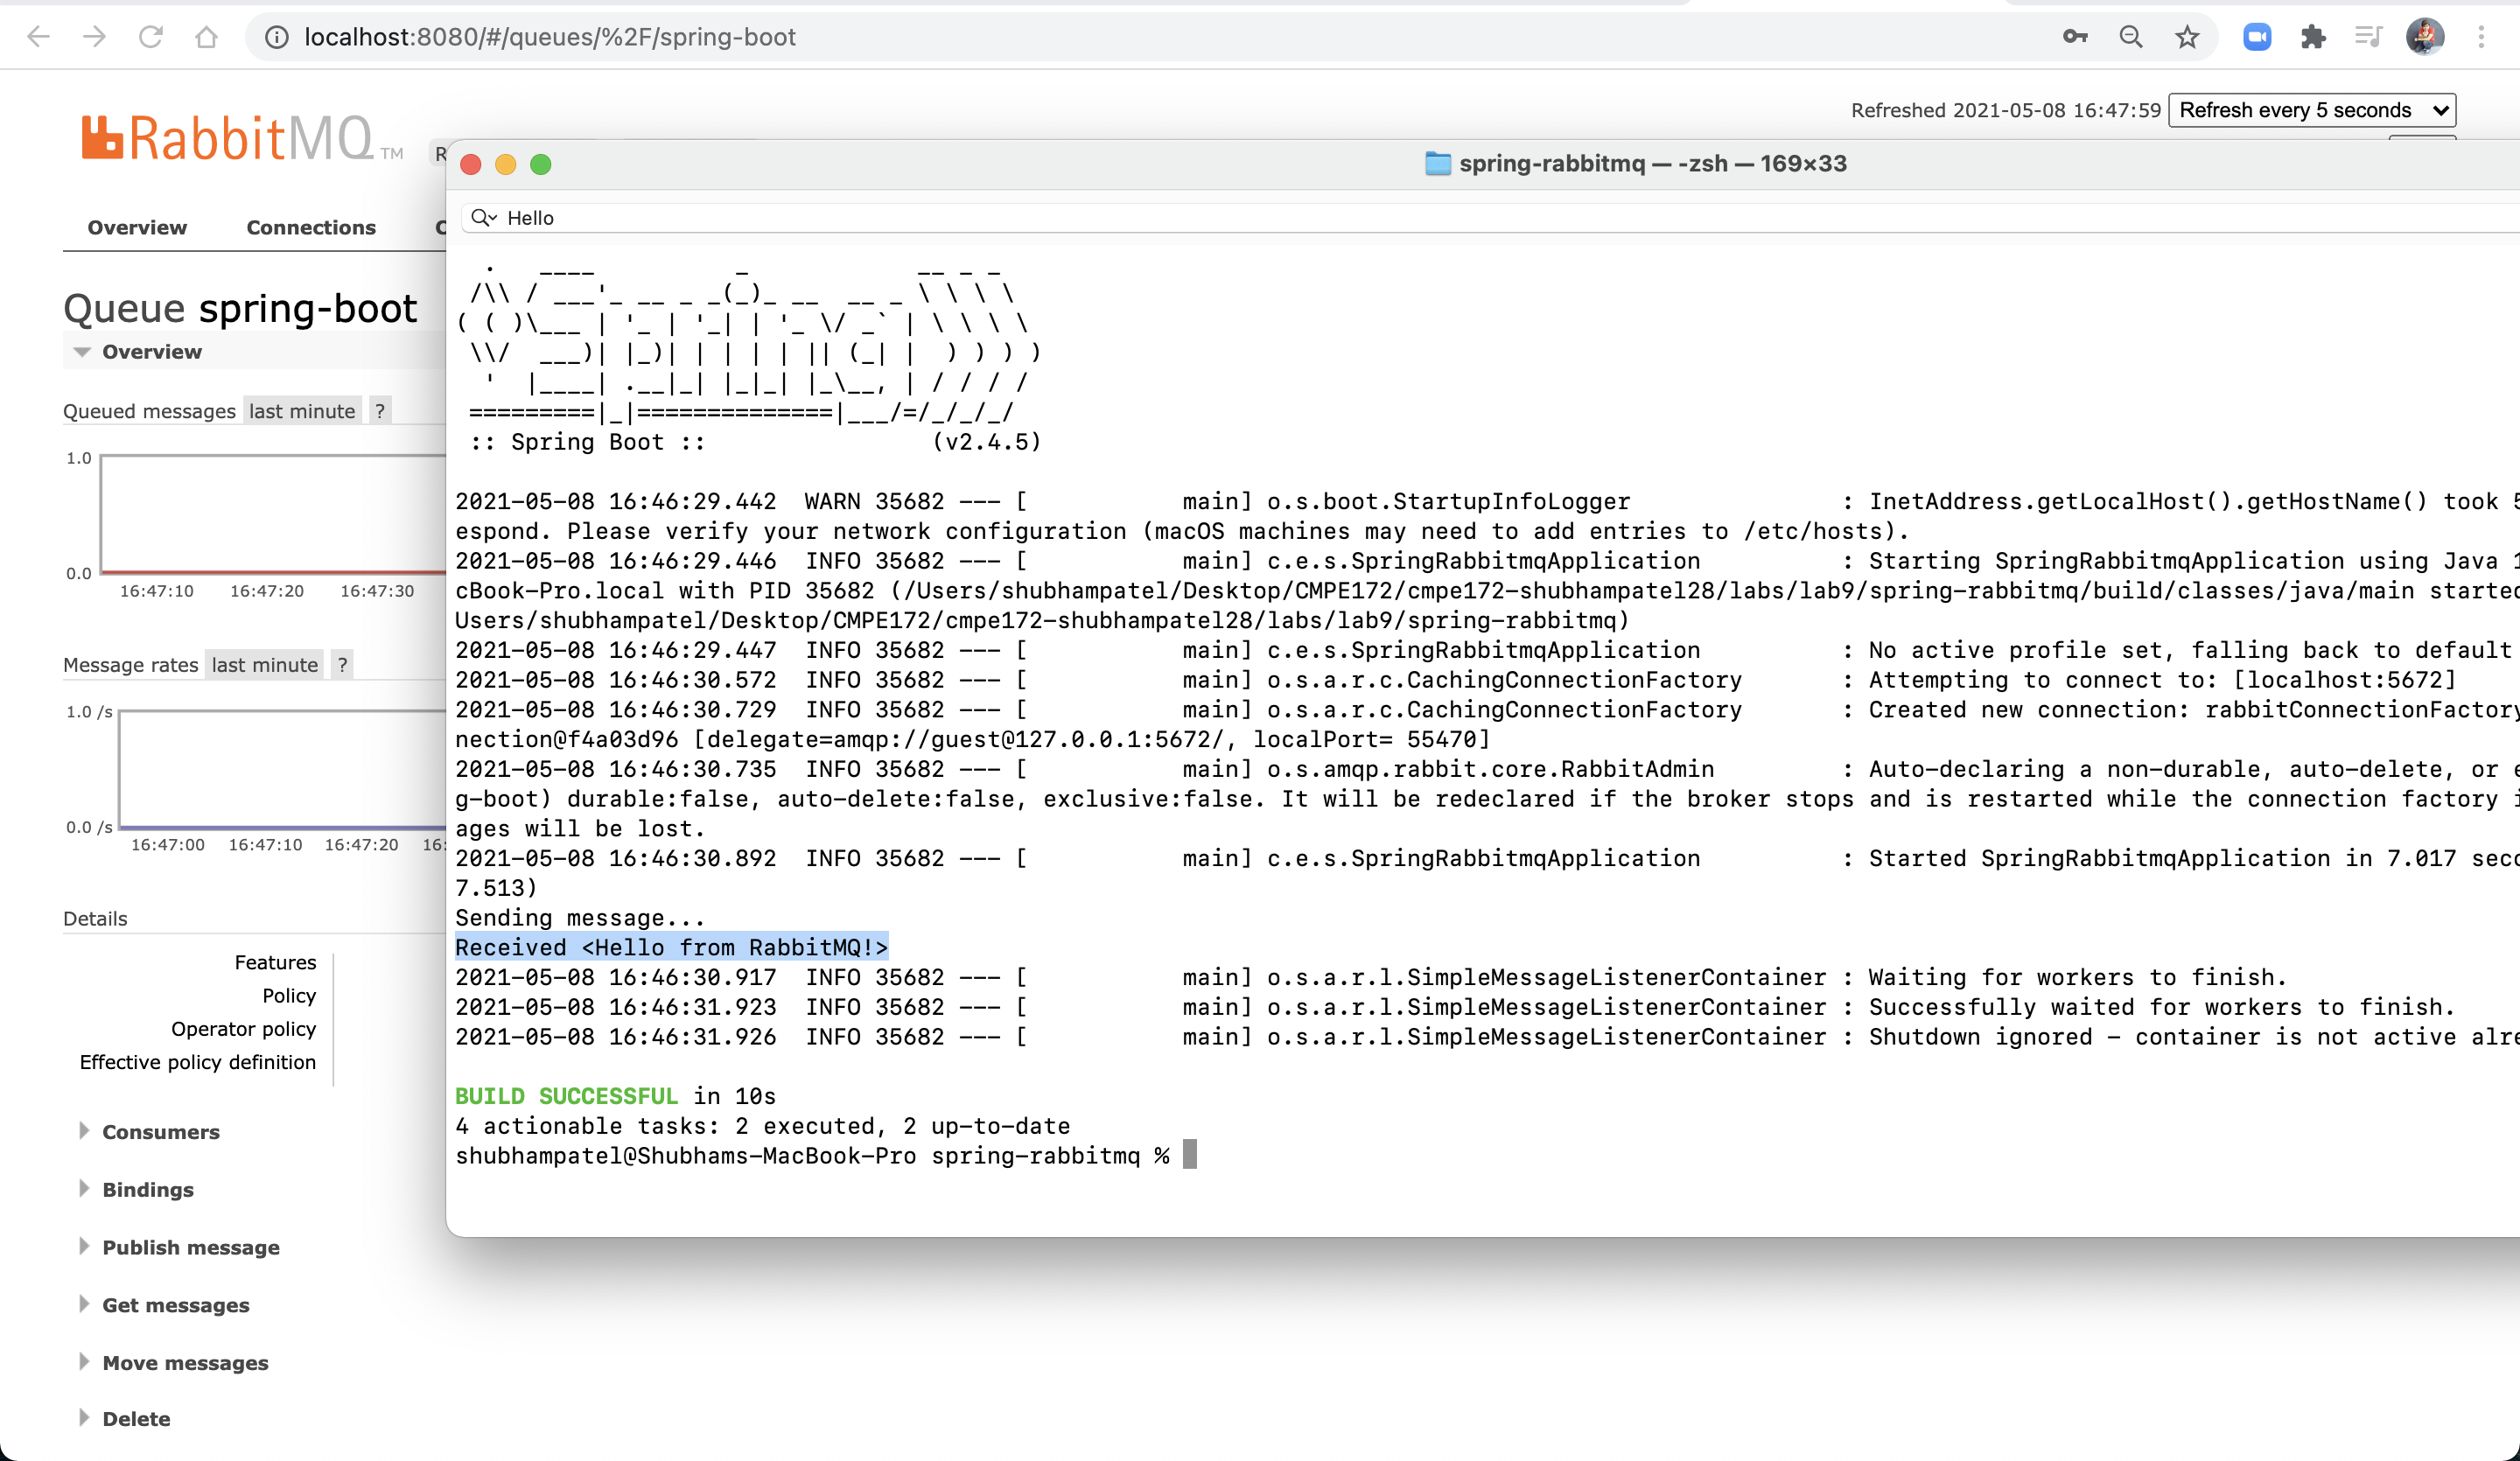 localhost:8080/#/queues/%2F/spring-boot
Refreshed 2021-05-08 16:47:59 Refresh every 5 seconds
RabbitMQ TM
R
spring-rabbitmq — -zsh — 169×33
Hello
Overview Connections
Queue spring-boot
Overview
Queued messages last minute ?
1.0
0.0
16:47:10 16:47:20 16:47:30
Message rates last minute ?
1.0 /s
0.0 /s
16:47:00 16:47:10 16:47:20 16:
Details
Features
Policy
Operator policy
Effective policy definition
Consumers
Bindings
Publish message
Get messages
Move messages
Delete
:: Spring Boot :: (v2.4.5)
2021-05-08 16:46:29.442 WARN 35682 --- [ main] o.s.boot.StartupInfoLogger : InetAddress.getLocalHost().getHostName() took 5
espond. Please verify your network configuration (macOS machines may need to add entries to /etc/hosts).
2021-05-08 16:46:29.446 INFO 35682 --- [ main] c.e.s.SpringRabbitmqApplication : Starting SpringRabbitmqApplication using Java 1
cBook-Pro.local with PID 35682 (/Users/shubhampatel/Desktop/CMPE172/cmpe172-shubhampatel28/labs/lab9/spring-rabbitmq/build/classes/java/main started
Users/shubhampatel/Desktop/CMPE172/cmpe172-shubhampatel28/labs/lab9/spring-rabbitmq)
2021-05-08 16:46:29.447 INFO 35682 --- [ main] c.e.s.SpringRabbitmqApplication : No active profile set, falling back to default
2021-05-08 16:46:30.572 INFO 35682 --- [ main] o.s.a.r.c.CachingConnectionFactory : Attempting to connect to: [localhost:5672]
2021-05-08 16:46:30.729 INFO 35682 --- [ main] o.s.a.r.c.CachingConnectionFactory : Created new connection: rabbitConnectionFactory
nection@f4a03d96 [delegate=amqp://guest@127.0.0.1:5672/, localPort= 55470]
2021-05-08 16:46:30.735 INFO 35682 --- [ main] o.s.amqp.rabbit.core.RabbitAdmin : Auto-declaring a non-durable, auto-delete, or e
g-boot) durable:false, auto-delete:false, exclusive:false. It will be redeclared if the broker stops and is restarted while the connection factory i
ages will be lost.
2021-05-08 16:46:30.892 INFO 35682 --- [ main] c.e.s.SpringRabbitmqApplication : Started SpringRabbitmqApplication in 7.017 seco
7.513)
Sending message...
Received <Hello from RabbitMQ!>
2021-05-08 16:46:30.917 INFO 35682 --- [ main] o.s.a.r.l.SimpleMessageListenerContainer : Waiting for workers to finish.
2021-05-08 16:46:31.923 INFO 35682 --- [ main] o.s.a.r.l.SimpleMessageListenerContainer : Successfully waited for workers to finish.
2021-05-08 16:46:31.926 INFO 35682 --- [ main] o.s.a.r.l.SimpleMessageListenerContainer : Shutdown ignored - container is not active alre
BUILD SUCCESSFUL in 10s
4 actionable tasks: 2 executed, 2 up-to-date
shubhampatel@Shubhams-MacBook-Pro spring-rabbitmq %